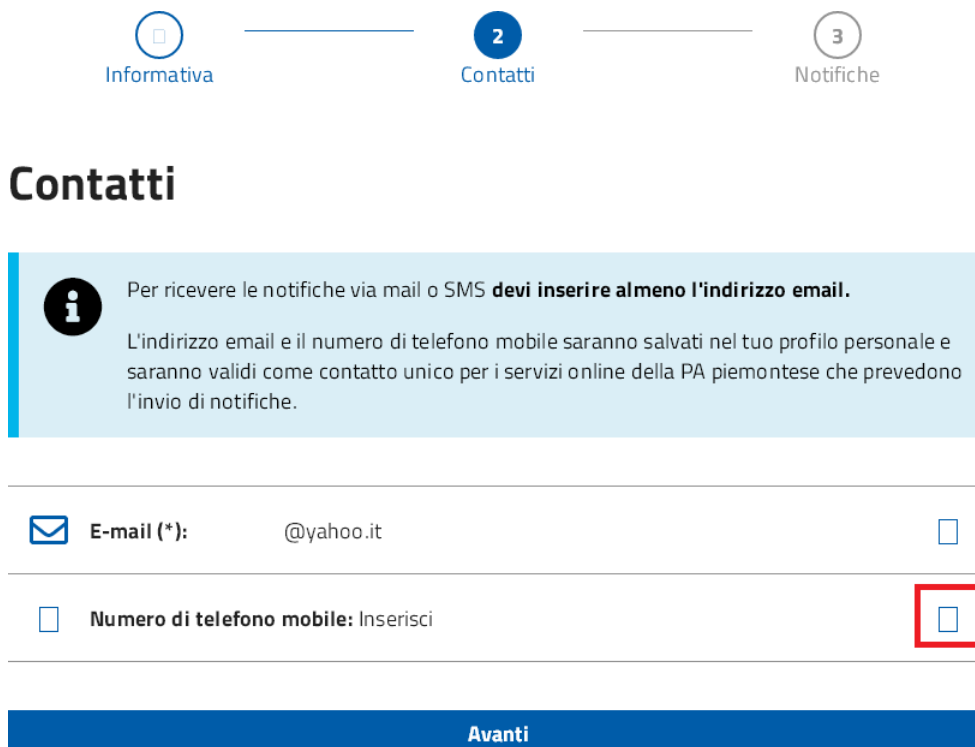 2 3
Informativa Contatti Notifiche
Contatti
Per ricevere le notifiche via mail o SMS devi inserire almeno l'indirizzo email.
L'indirizzo email e il numero di telefono mobile saranno salvati nel tuo profilo personale e
saranno validi come contatto unico per i servizi online della PA piemontese che prevedono
l'invio di notifiche.
E-mail (*): @yahoo.it
Numero di telefono mobile: Inserisci
Avanti